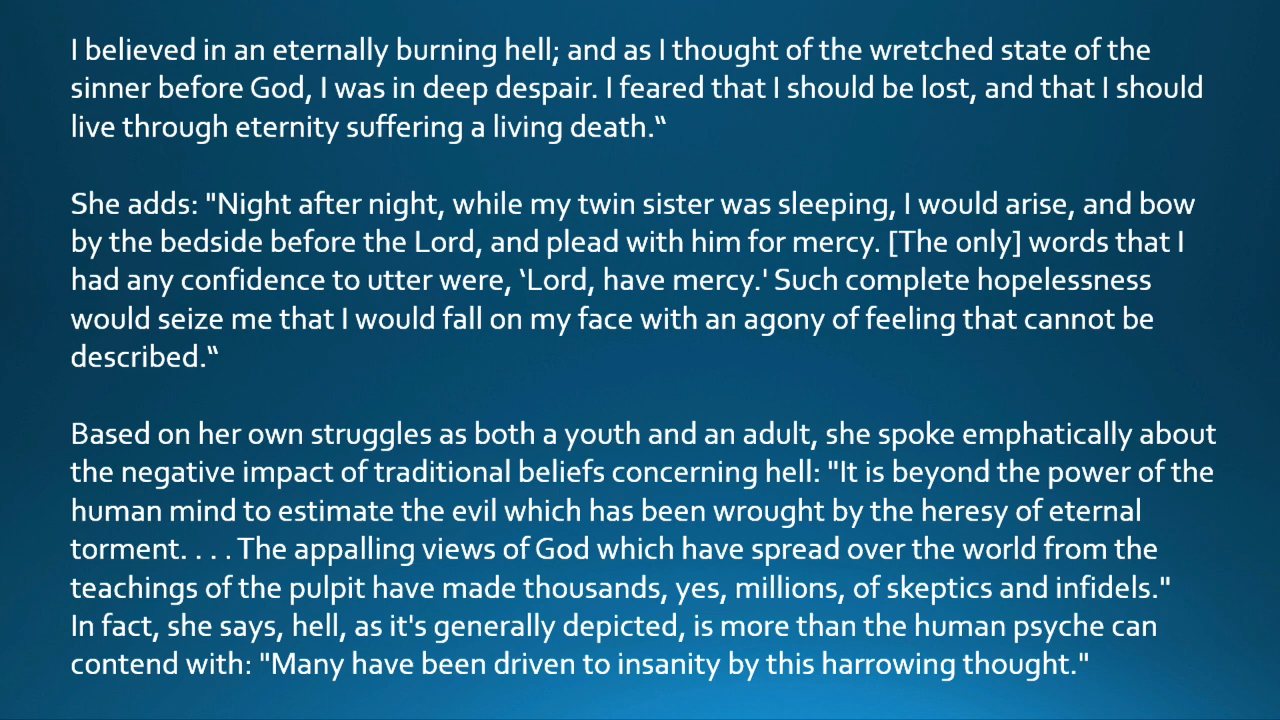 I believed in an eternally burning hell; and as I thought of the wretched state of the
sinner before God, I was in deep despair. I feared that I should be lost, and that I should
live through eternity suffering a living death.“
She adds: "Night after night, while my twin sister was sleeping, I would arise, and bow
by the bedside before the Lord, and plead with him for mercy. [The only] words that I
had any confidence to utter were, ‘Lord, have mercy.' Such complete hopelessness
would seize me that I would fall on my face with an agony of feeling that cannot be
described.“
Based on her own struggles as both a youth and an adult, she spoke emphatically about
the negative impact of traditional beliefs concerning hell: "It is beyond the power of the
human mind to estimate the evil which has been wrought by the heresy of eternal
torment. . . . The appalling views of God which have spread over the world from the
teachings of the pulpit have made thousands, yes, millions, of skeptics and infidels."
In fact, she says, hell, as it's generally depicted, is more than the human psyche can
contend with: "Many have been driven to insanity by this harrowing thought."